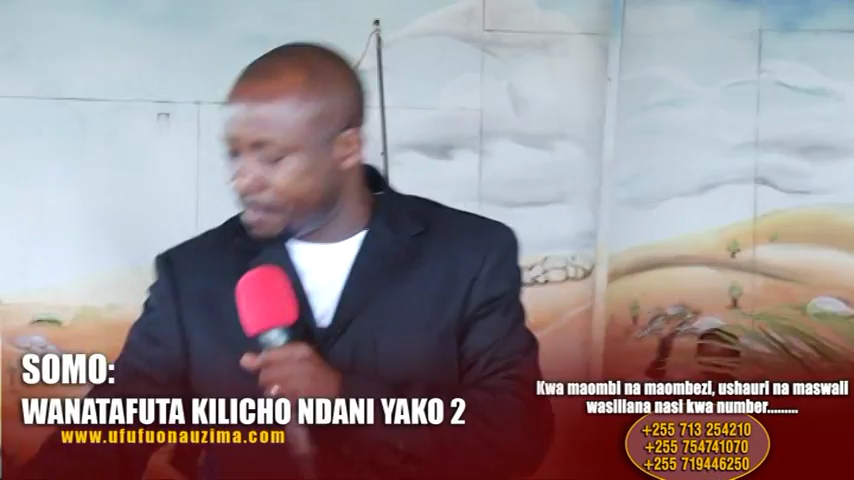 SOMO:
WANATAFUTA KILICHO NDANI YAKO 2
www.ufufuonauzima.com
Kwa maombi na maombezi, ushauri na maswali
wasiliana nasi kwa number.........
+255 713 254210
+255 754741070
+255 719446250